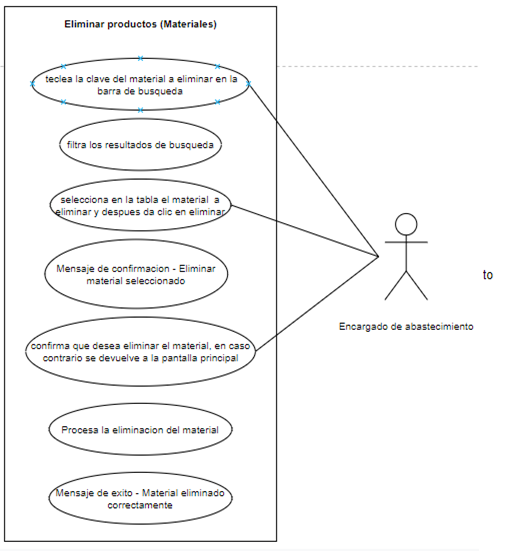 Eliminar productos (Materiales)
teclea la clave del material a eliminar en la
barra de busqueda
filtra los resultados de busqueda
selecciona en la tabla el material a
eliminar y despues da clic en eliminar
Mensaje de confirmacion - Eliminar
material seleccionado
to
Encargado de abastecimiento
confirma que desea eliminar el material, en caso
contrario se devuelve a la pantalla principal
Procesa la eliminacion del material
Mensaje de exito - Material eliminado
correctamente